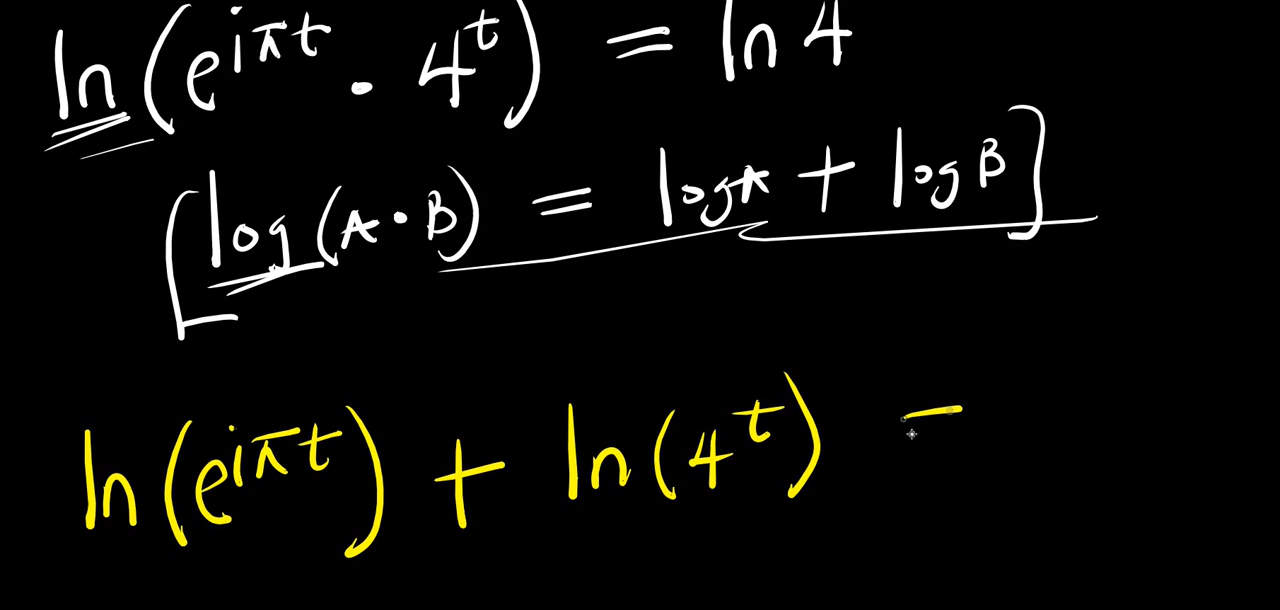 ln(e^{iπt} · 4^t) = ln 4
[log(A·B) = log A + log B]
ln(e^{iπt}) + ln(4^t) –